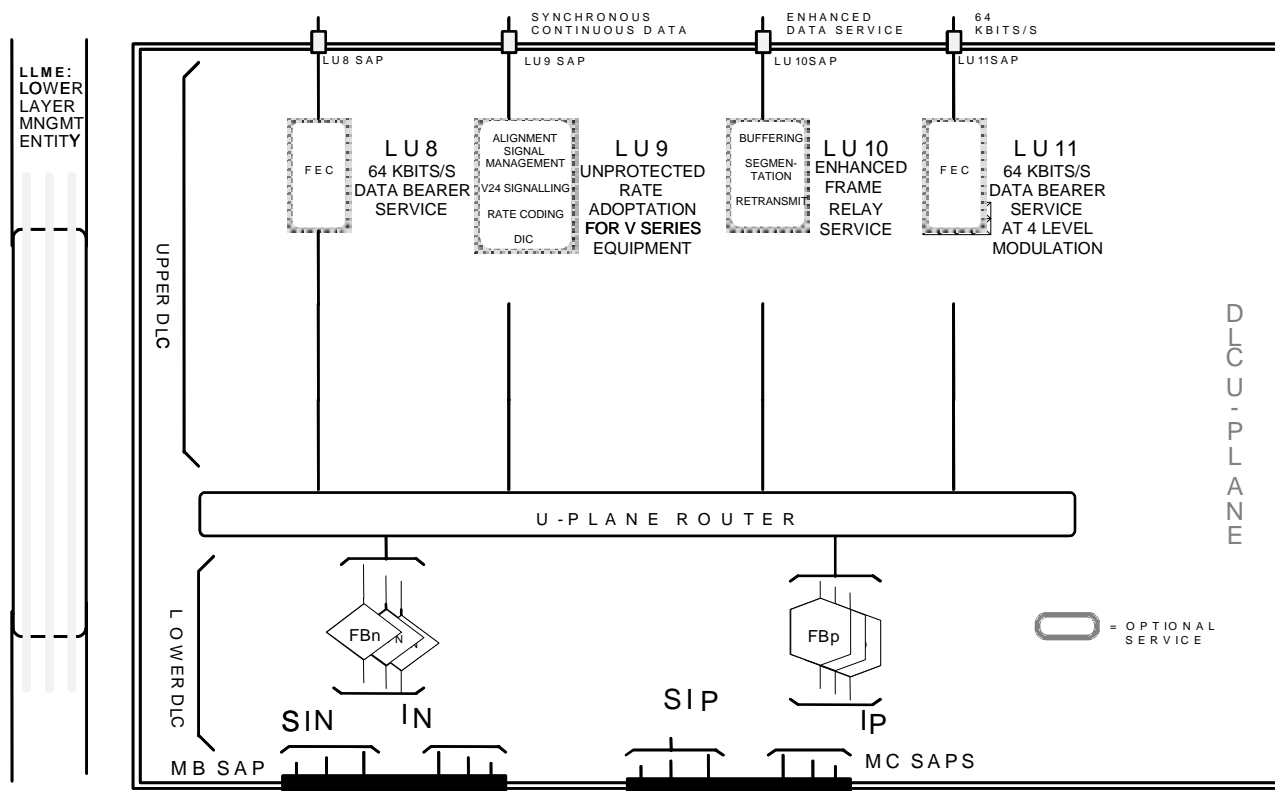 SYNCHRONOUS
CONTINUOUS DATA
ENHANCED
DATA SERVICE
64
KBITS/S
LU8 SAP
LU9 SAP
LU10SAP
LU11SAP
LLME:
LOWER
LAYER
MNGMT
ENTITY
UPPER DLC
FEC
LU8
64 KBITS/S
DATA BEARER
SERVICE
ALIGNMENT
SIGNAL
MANAGEMENT
V24 SIGNALLING
RATE CODING
DIC
LU9
UNPROTECTED
RATE
ADOPTATION
FOR V SERIES
EQUIPMENT
BUFFERING
SEGMEN-
TATION
RETRANSMIT
LU10
ENHANCED
FRAME
RELAY
SERVICE
FEC
LU11
64 KBITS/S
DATA BEARER
SERVICE
AT 4 LEVEL
MODULATION
DLC U-PLANE
U-PLANE ROUTER
LOWER DLC
FBn
N
FBp
= OPTIONAL
SERVICE
SIN
IN
SIP
IP
MB SAP
MC SAPS